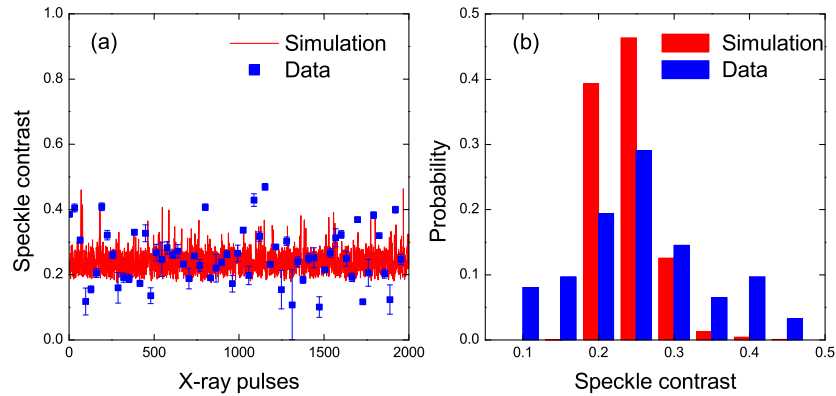 (a)
Simulation
Data
Speckle contrast
1.0
0.8
0.6
0.4
0.2
0.0
0
500
1000
1500
2000
X-ray pulses
(b)
Simulation
Data
Probability
0.5
0.4
0.3
0.2
0.1
0.0
0.1
0.2
0.3
0.4
0.5
Speckle contrast